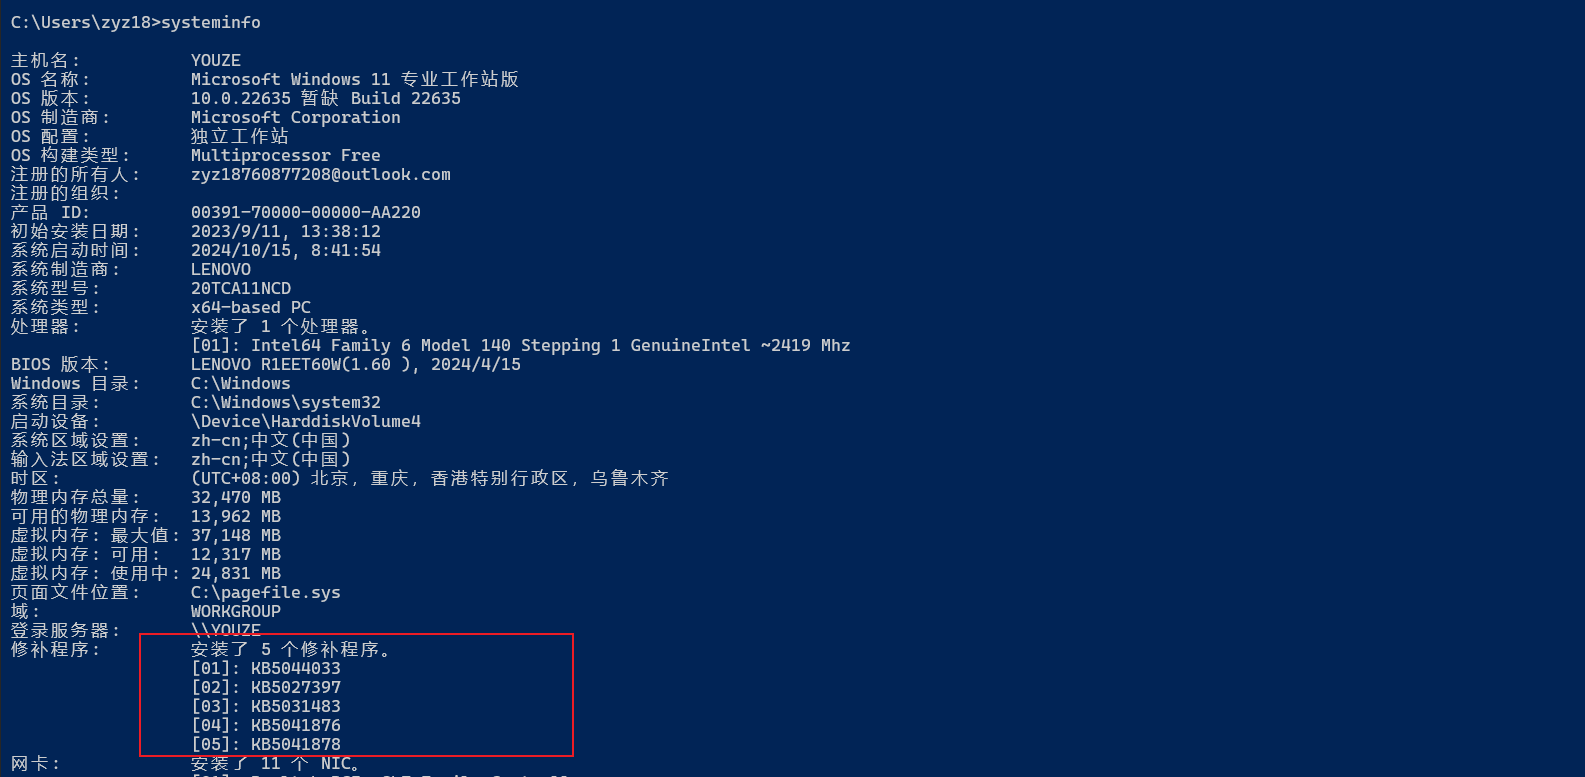 C:\Users\zyz18>systeminfo
主机名: YOUZE
OS 名称: Microsoft Windows 11 专业工作站版
OS 版本: 10.0.22635 暂缺 Build 22635
OS 制造商: Microsoft Corporation
OS 配置: 独立工作站
OS 构建类型: Multiprocessor Free
注册的所有人: zyz18760877208@outlook.com
注册的组织:
产品 ID: 00391-70000-00000-AA220
初始安装日期: 2023/9/11, 13:38:12
系统启动时间: 2024/10/15, 8:41:54
系统制造商: LENOVO
系统型号: 20TCA11NCD
系统类型: x64-based PC
处理器: 安装了 1 个处理器。
[01]: Intel64 Family 6 Model 140 Stepping 1 GenuineIntel ~2419 Mhz
BIOS 版本: LENOVO R1EET60W(1.60 ), 2024/4/15
Windows 目录: C:\Windows
系统目录: C:\Windows\system32
启动设备: \Device\HarddiskVolume4
系统区域设置: zh-cn;中文(中国)
输入法区域设置: zh-cn;中文(中国)
时区: (UTC+08:00) 北京，重庆，香港特别行政区，乌鲁木齐
物理内存总量: 32,470 MB
可用的物理内存: 13,962 MB
虚拟内存: 最大值: 37,148 MB
虚拟内存: 可用: 12,317 MB
虚拟内存: 使用中: 24,831 MB
页面文件位置: C:\pagefile.sys
域: WORKGROUP
登录服务器: \\YOUZE
修补程序: 安装了 5 个修补程序。
[01]: KB5044033
[02]: KB5027397
[03]: KB5031483
[04]: KB5041876
[05]: KB5041878
网卡: 安装了 11 个 NIC。